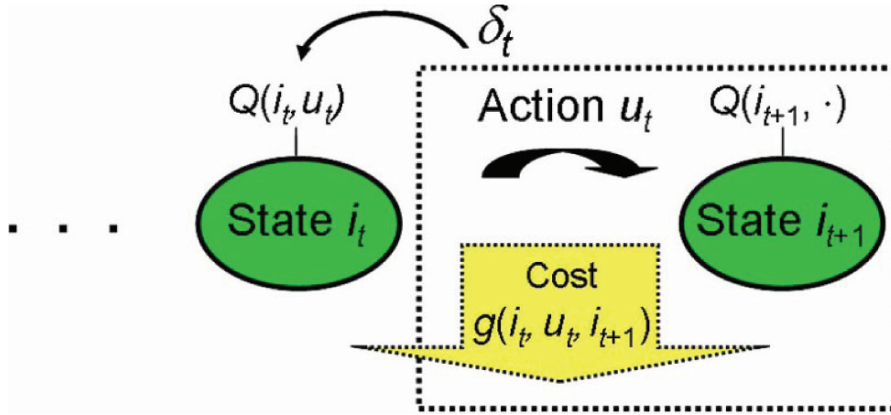 δt
Q(it,ut)
Action ut
Q(it+1, ·)
. . .
State it
State it+1
Cost
g(it, ut, it+1)